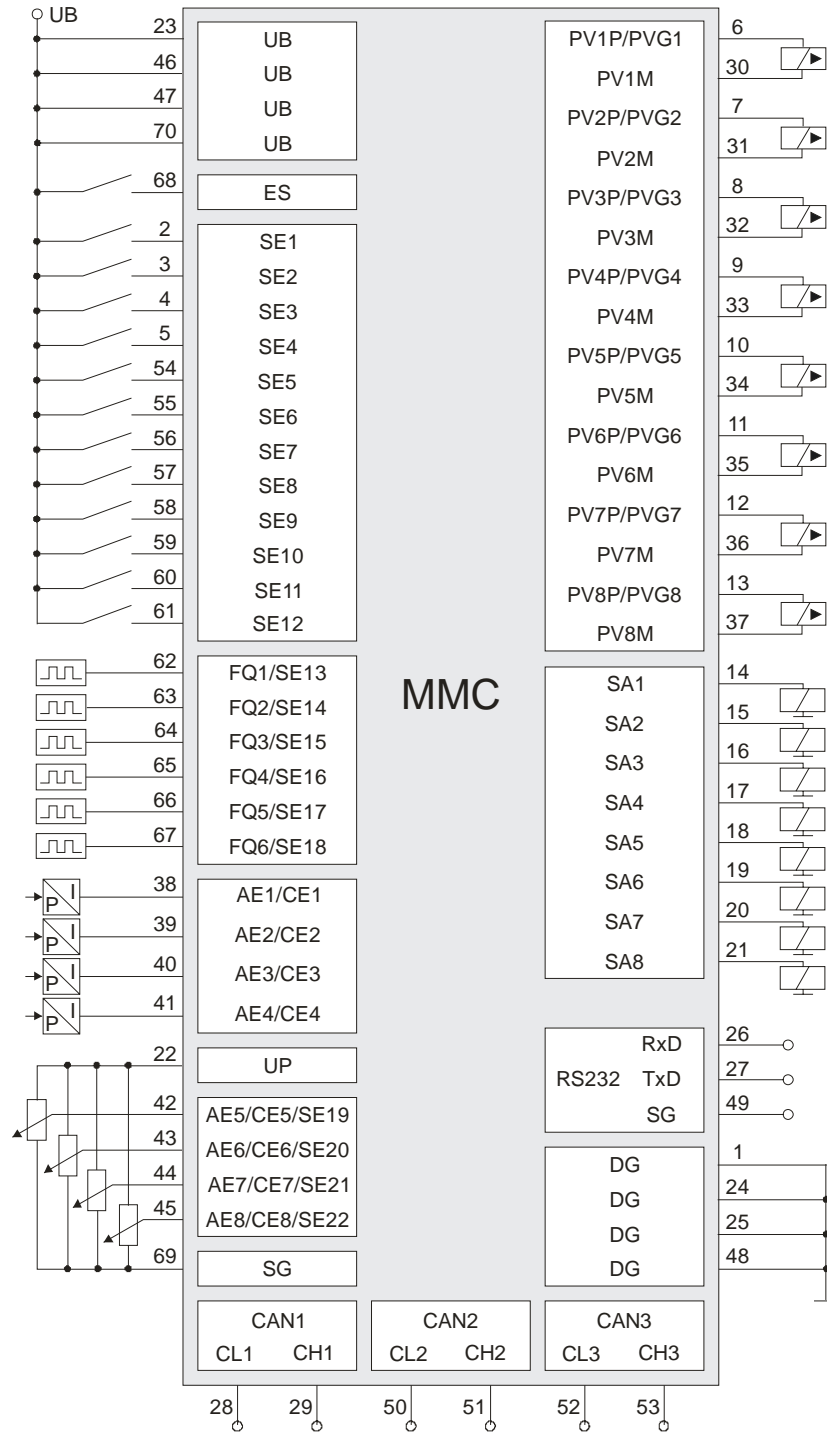 UB
23 UB
46 UB
47 UB
70 UB
68 ES
2 SE1
3 SE2
4 SE3
5 SE4
54 SE5
55 SE6
56 SE7
57 SE8
58 SE9
59 SE10
60 SE11
61 SE12
62 FQ1/SE13
63 FQ2/SE14
64 FQ3/SE15
65 FQ4/SE16
66 FQ5/SE17
67 FQ6/SE18
P I 38 AE1/CE1
P I 39 AE2/CE2
P I 40 AE3/CE3
P I 41 AE4/CE4
22 UP
42 AE5/CE5/SE19
43 AE6/CE6/SE20
44 AE7/CE7/SE21
45 AE8/CE8/SE22
69 SG
MMC
PV1P/PVG1 6
PV1M 30
PV2P/PVG2 7
PV2M 31
PV3P/PVG3 8
PV3M 32
PV4P/PVG4 9
PV4M 33
PV5P/PVG5 10
PV5M 34
PV6P/PVG6 11
PV6M 35
PV7P/PVG7 12
PV7M 36
PV8P/PVG8 13
PV8M 37
SA1 14
SA2 15
SA3 16
SA4 17
SA5 18
SA6 19
SA7 20
SA8 21
RxD 26
RS232 TxD 27
SG 49
DG 1
DG 24
DG 25
DG 48
CAN1 CAN2 CAN3
CL1 CH1 CL2 CH2 CL3 CH3
28 29 50 51 52 53